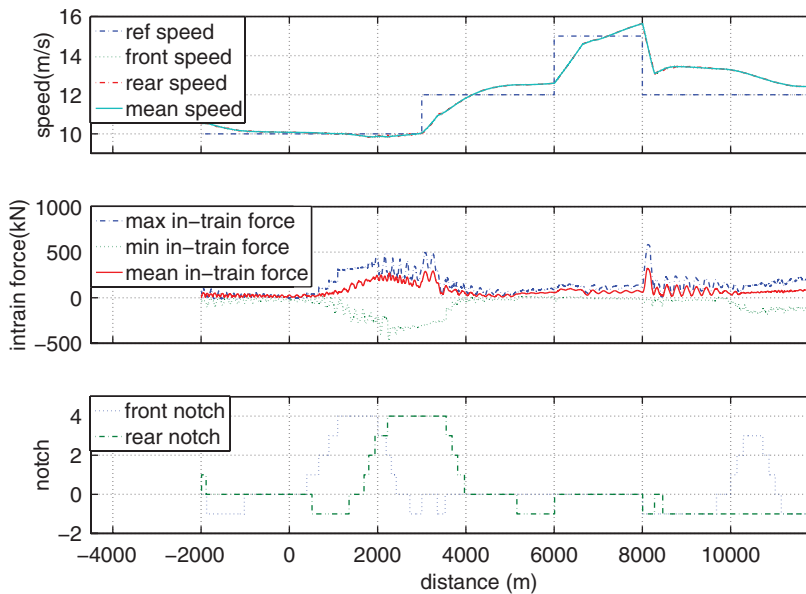 16
14
12
10
speed(m/s)
ref speed
front speed
rear speed
mean speed
1000
500
0
−500
intrain force(kN)
max in−train force
min in−train force
mean in−train force
4
2
0
−2
notch
front notch
rear notch
−4000 −2000 0 2000 4000 6000 8000 10000
distance (m)